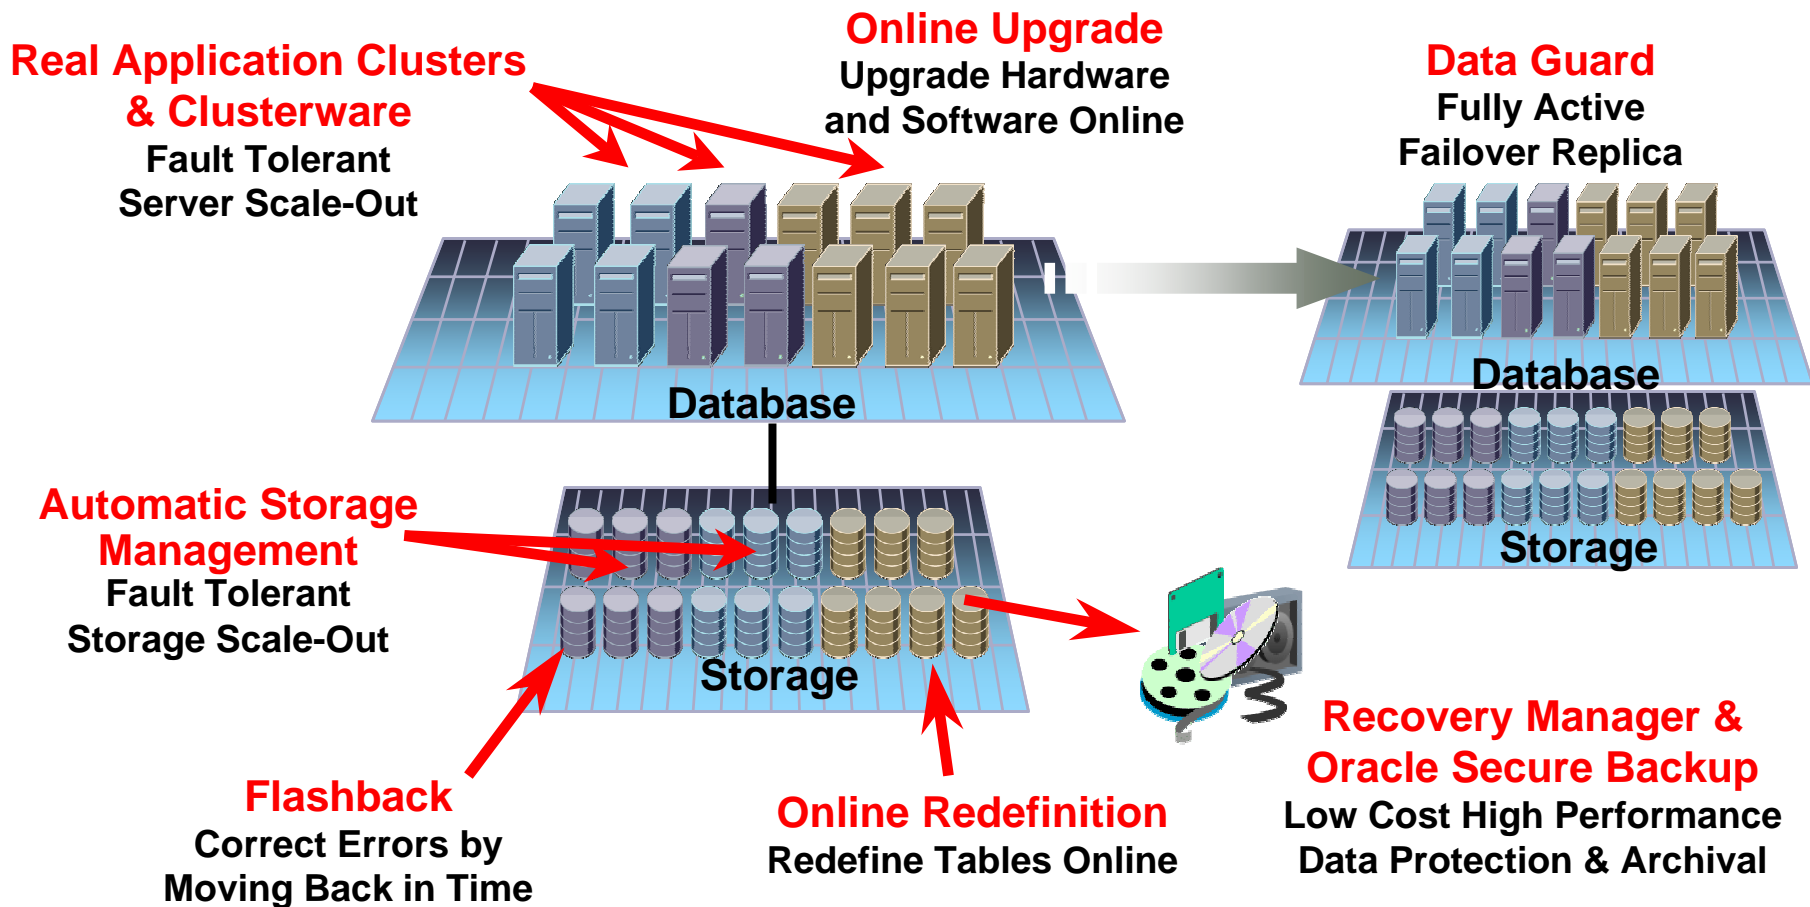 Real Application Clusters
& Clusterware
Fault Tolerant
Server Scale-Out
Online Upgrade
Upgrade Hardware
and Software Online
Data Guard
Fully Active
Failover Replica
Database
Database
Automatic Storage
Management
Fault Tolerant
Storage Scale-Out
Storage
Storage
Flashback
Correct Errors by
Moving Back in Time
Online Redefinition
Redefine Tables Online
Recovery Manager &
Oracle Secure Backup
Low Cost High Performance
Data Protection & Archival